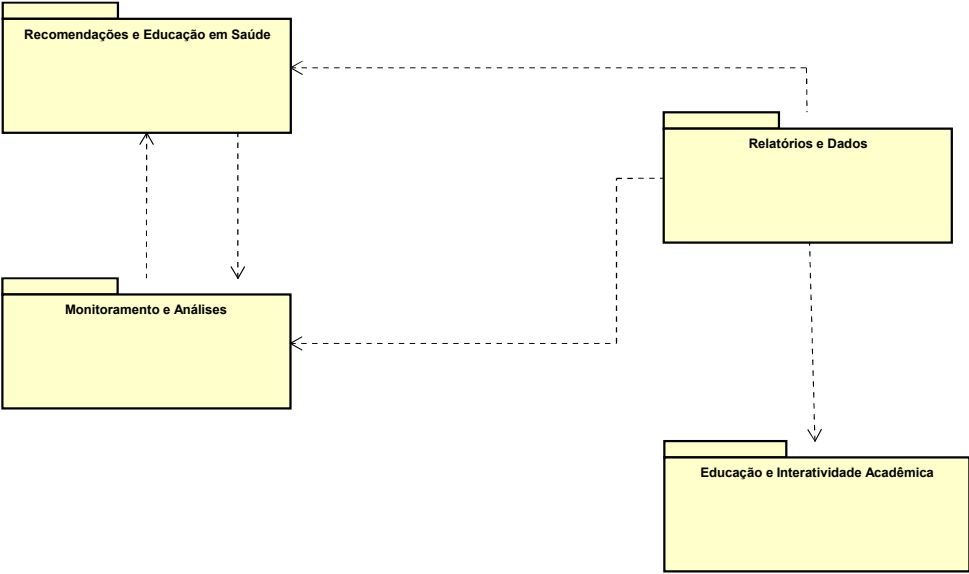 Recomendações e Educação em Saúde
Relatórios e Dados
Monitoramento e Análises
Educação e Interatividade Acadêmica